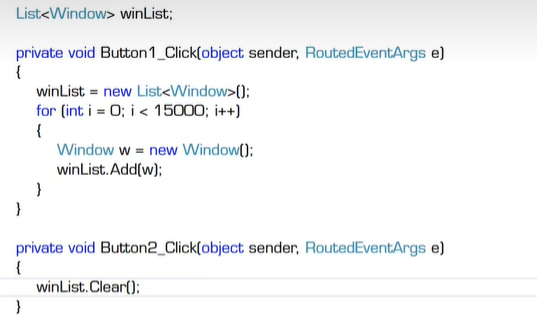 List<Window> winList;
private void Button1_Click(object sender, RoutedEventArgs e)
{
winList = new List<Window>();
for (int i = 0; i < 15000; i++)
{
Window w = new Window();
winList.Add(w);
}
}
private void Button2_Click(object sender, RoutedEventArgs e)
{
winList.Clear();
}